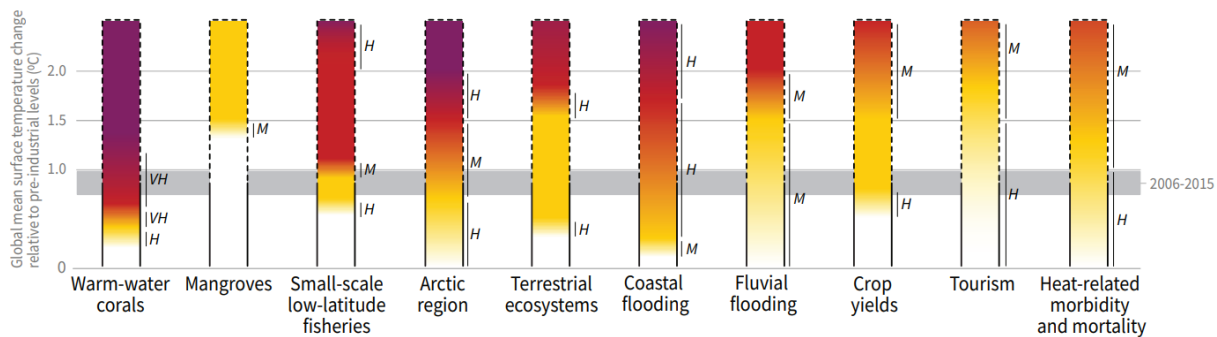 Global mean surface temperature change
relative to pre-industrial levels (ºC)
2.0
1.5
1.0
0
2006-2015
VH
VH
H
M
H
M
H
H
M
H
H
H
H
H
M
M
M
M
H
M
H
M
H
Warm-water
corals
Mangroves
Small-scale
low-latitude
fisheries
Arctic
region
Terrestrial
ecosystems
Coastal
flooding
Fluvial
flooding
Crop
yields
Tourism
Heat-related
morbidity
and mortality